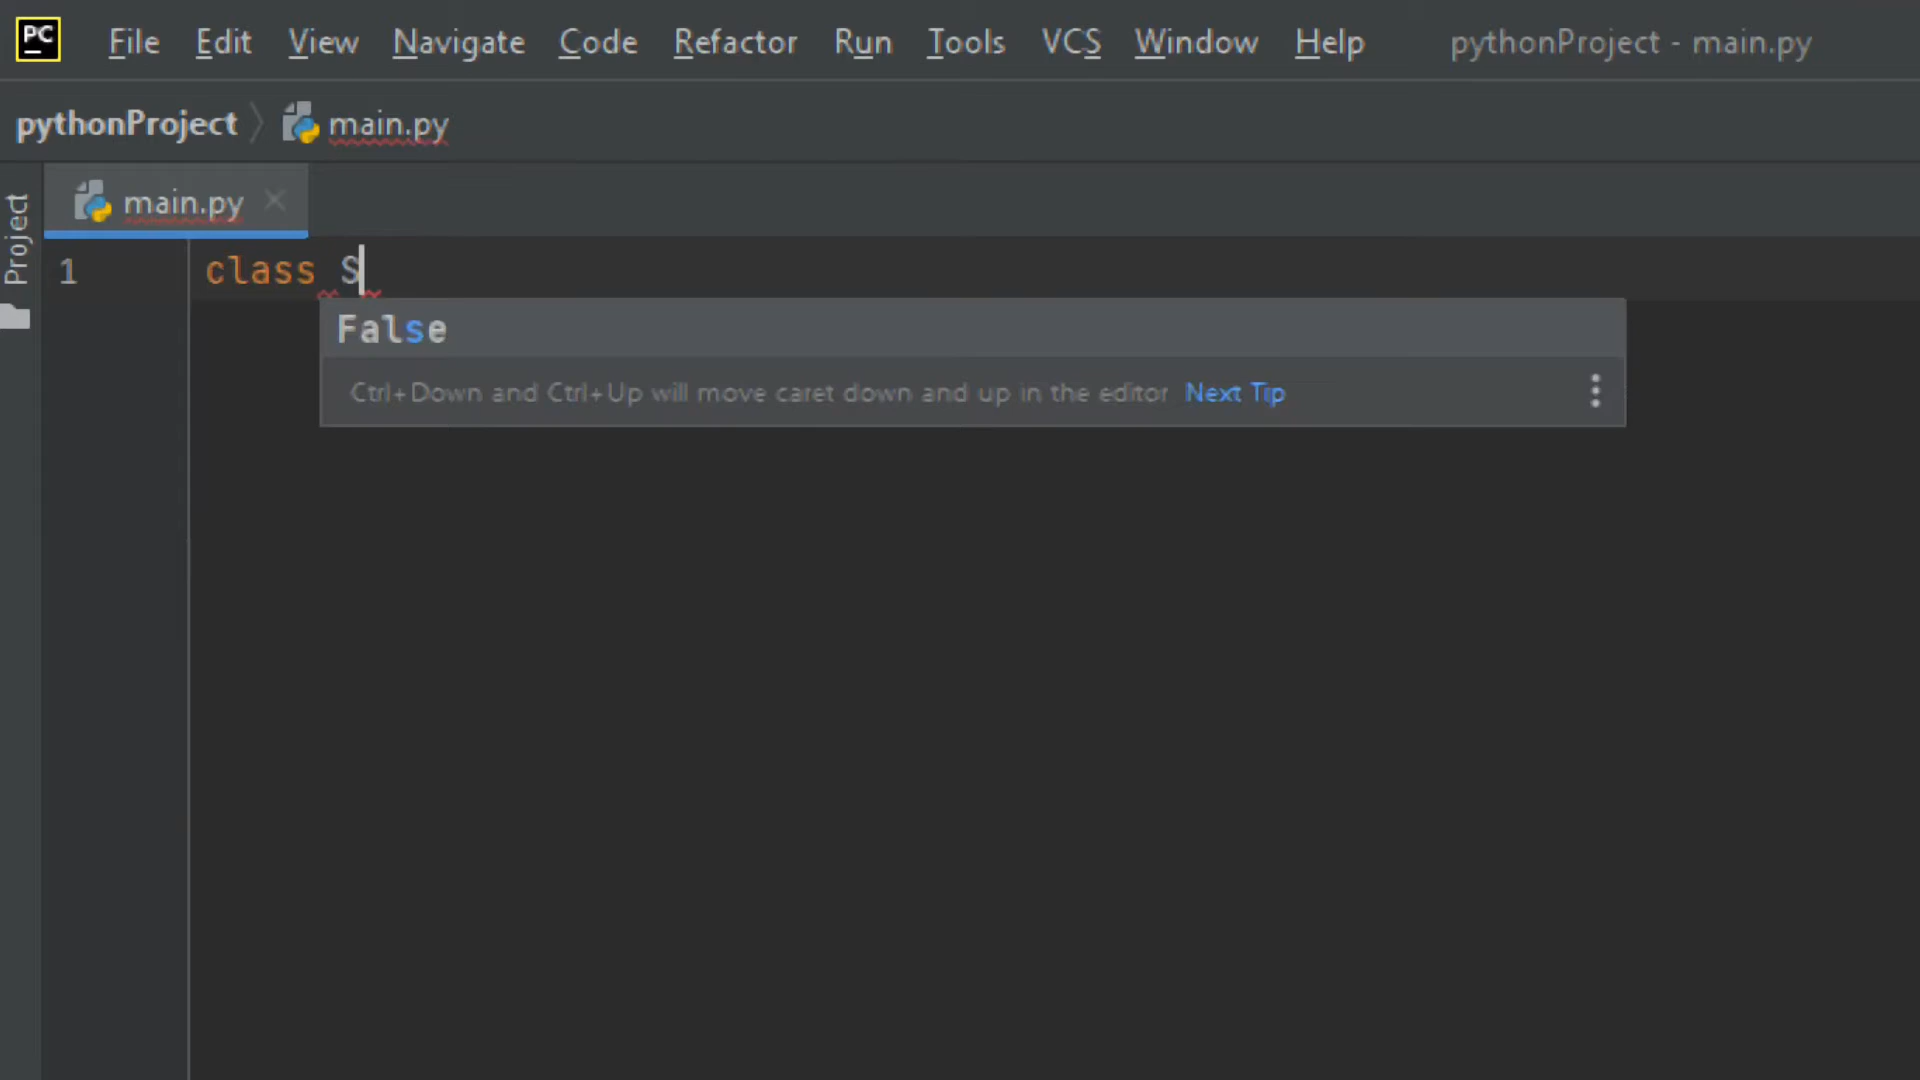 PC File Edit View Navigate Code Refactor Run Tools VCS Window Help pythonProject - main.py
pythonProject main.py
main.py
Project
1 class S
False
Ctrl+Down and Ctrl+Up will move caret down and up in the editor Next Tip